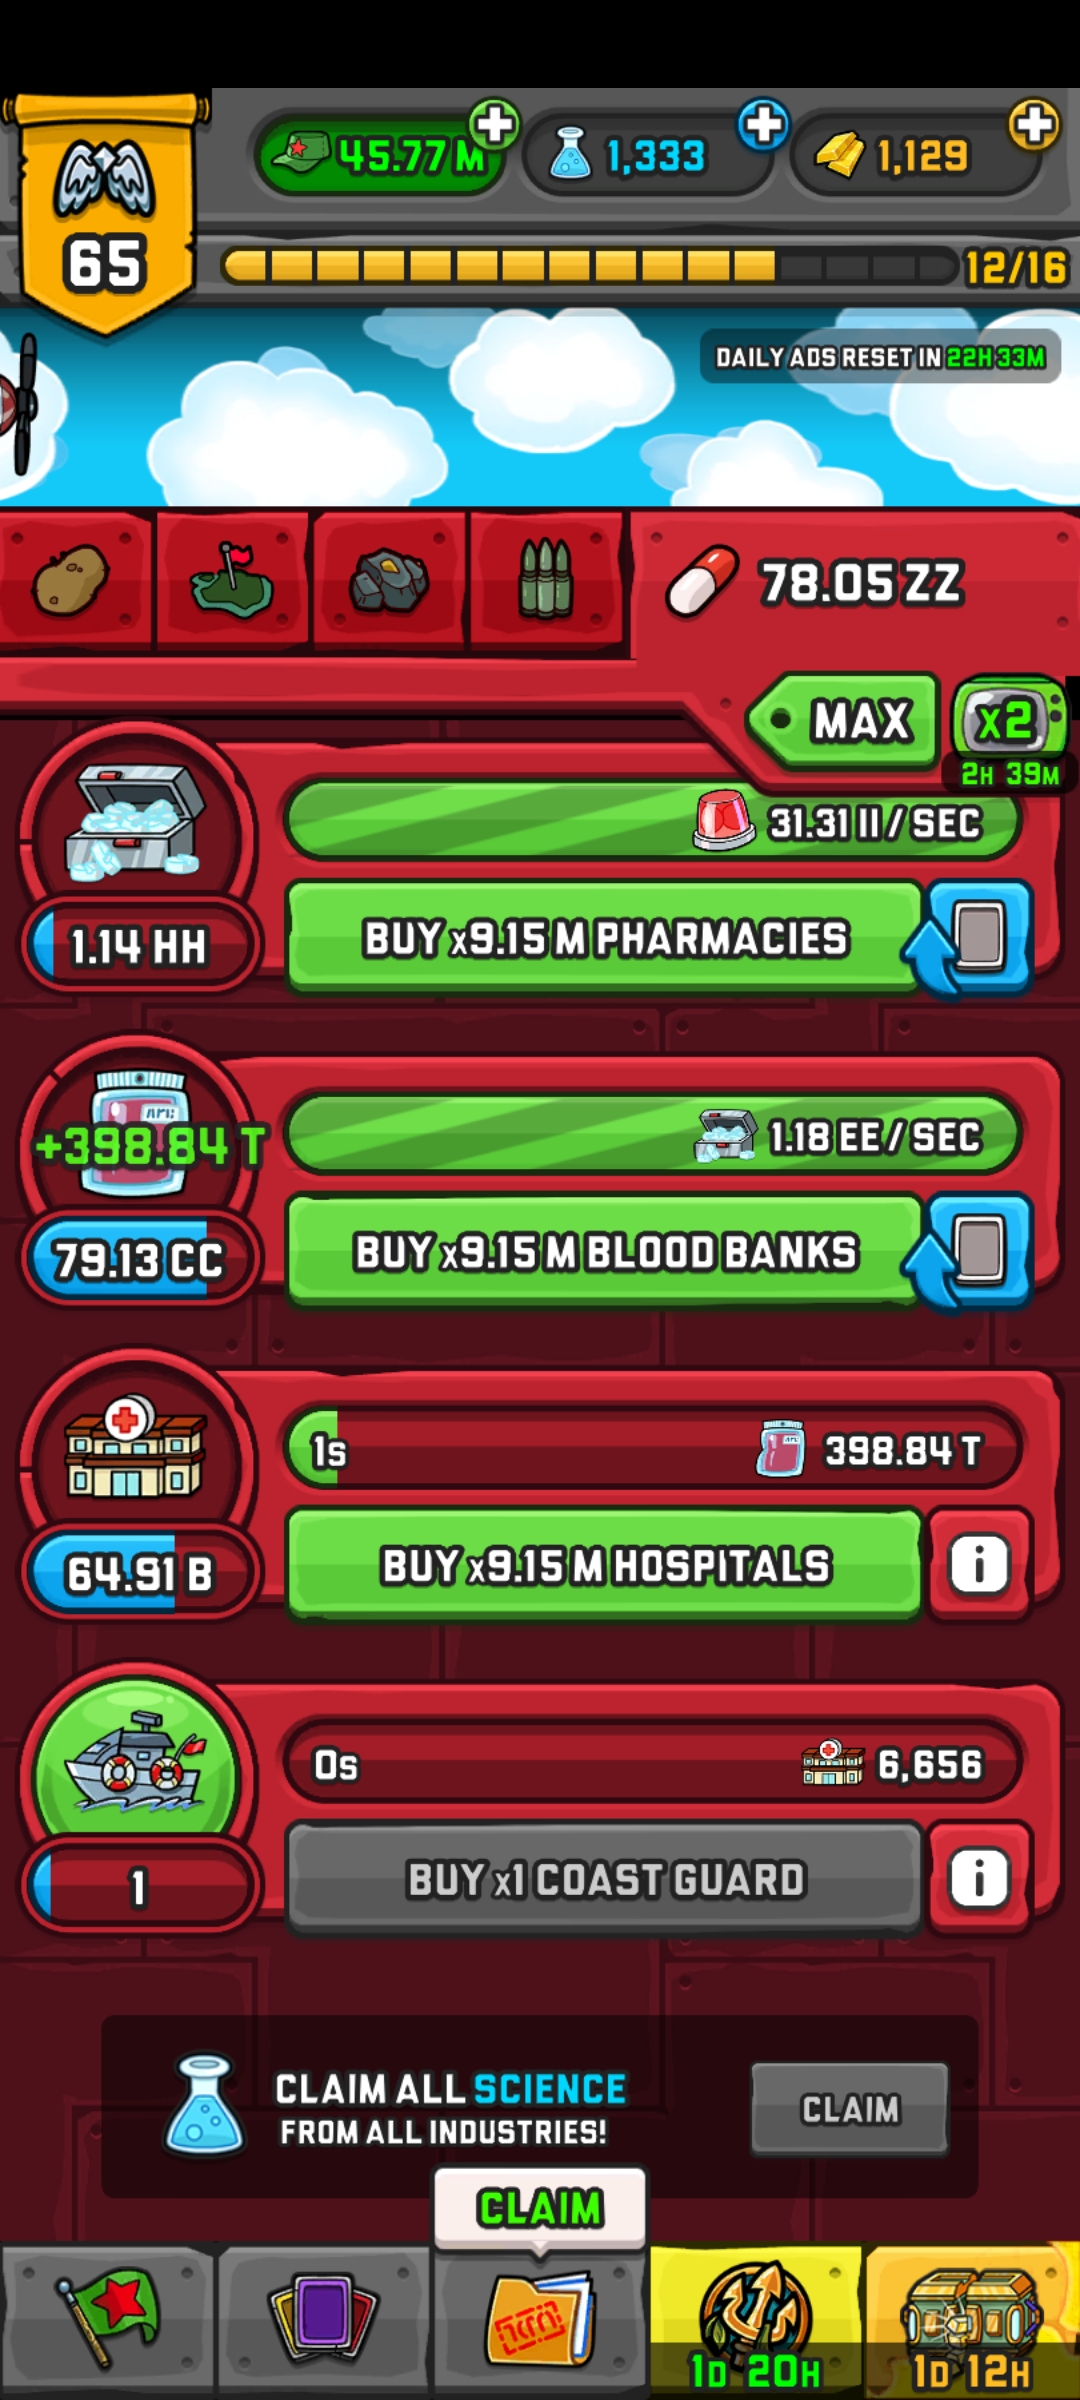 45.77 M
1,333
1,129
65
12/16
DAILY ADS RESET IN 22H 33M
78.05 ZZ
MAX
x2
2H 39M
31.31 II / SEC
1.14 HH
BUY x9.15 M PHARMACIES
+398.84 T
1.18 EE / SEC
79.13 CC
BUY x9.15 M BLOOD BANKS
1s
398.84 T
64.91 B
BUY x9.15 M HOSPITALS
i
0s
6,656
1
BUY x1 COAST GUARD
i
CLAIM ALL SCIENCE
FROM ALL INDUSTRIES!
CLAIM
CLAIM
1D 20H
1D 12H